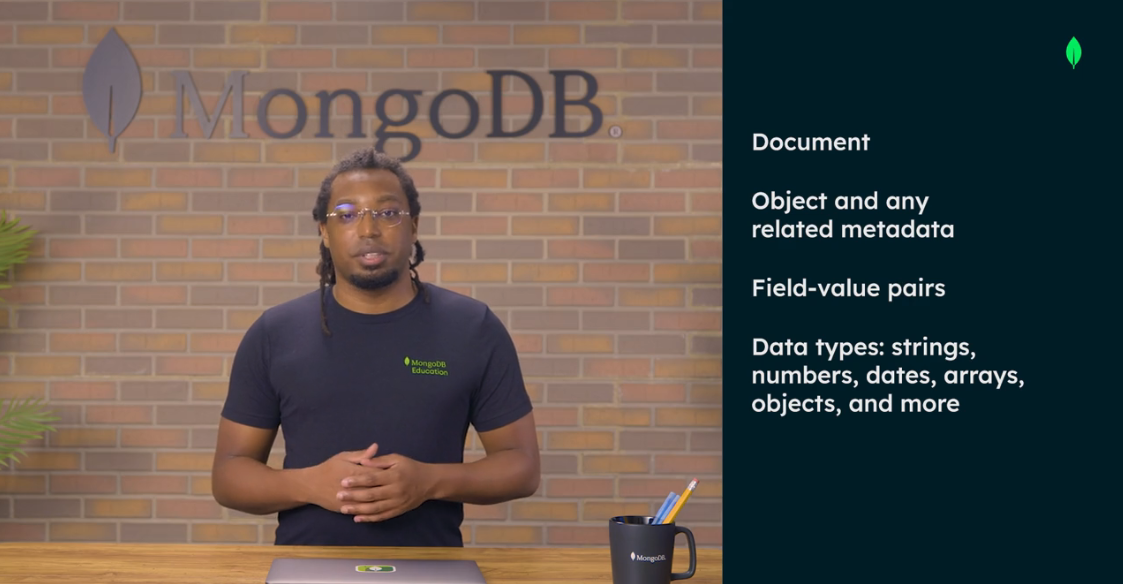 MongoDB®
MongoDB
Education
MongoDB
Document
Object and any
related metadata
Field-value pairs
Data types: strings,
numbers, dates, arrays,
objects, and more